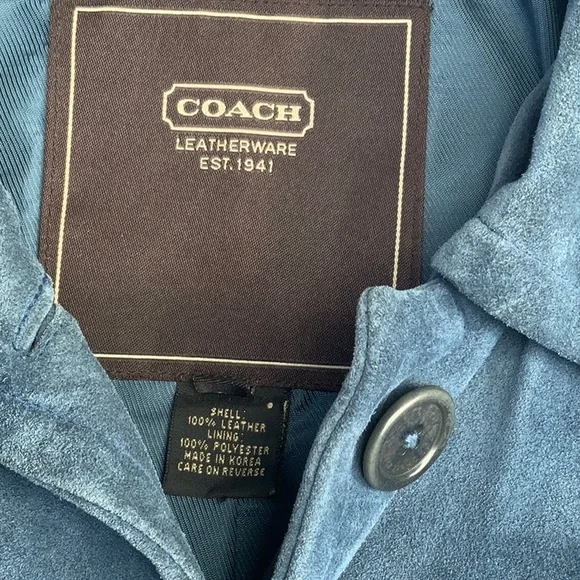 COACH
LEATHERWARE
EST. 1941
SHELL:
100% LEATHER
LINING:
100% POLYESTER
MADE IN KOREA
CARE ON REVERSE